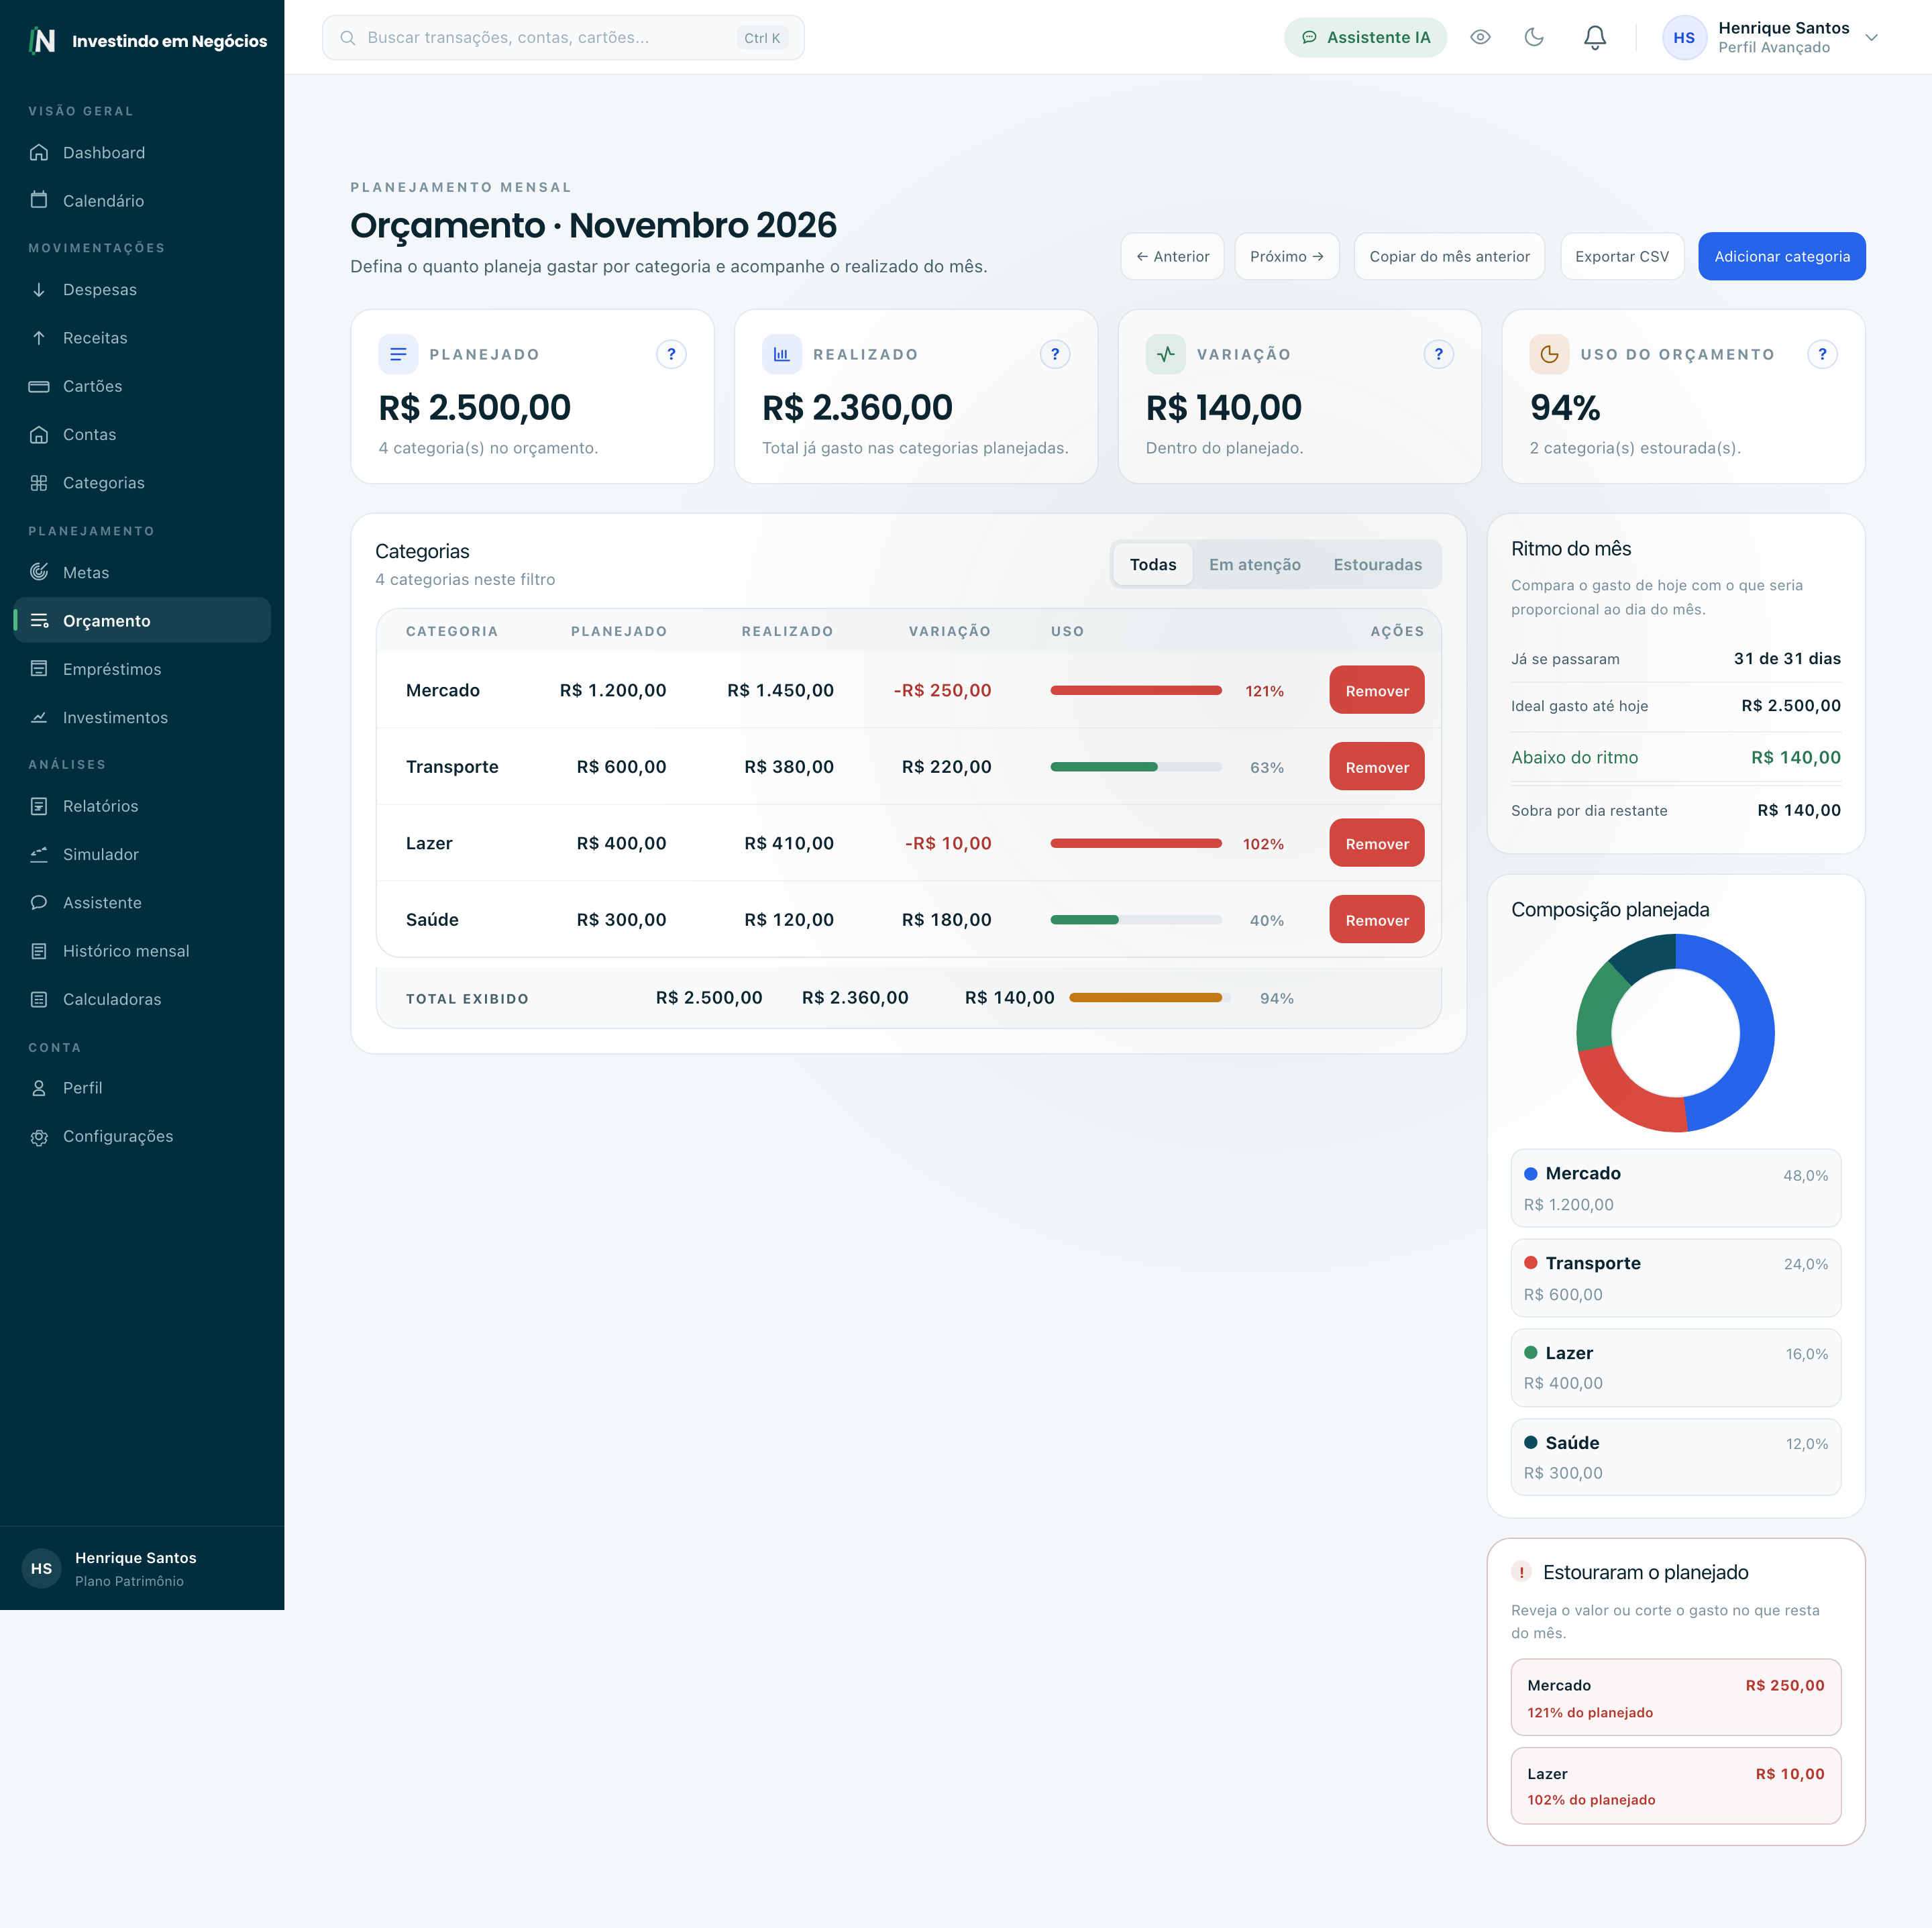 Investindo em Negócios
Buscar transações, contas, cartões...
Ctrl K
Assistente IA
HS
Henrique Santos
Perfil Avançado
VISÃO GERAL
Dashboard
Calendário
MOVIMENTAÇÕES
Despesas
Receitas
Cartões
Contas
Categorias
PLANEJAMENTO
Metas
Orçamento
Empréstimos
Investimentos
ANÁLISES
Relatórios
Simulador
Assistente
Histórico mensal
Calculadoras
CONTA
Perfil
Configurações
HS
Henrique Santos
Plano Patrimônio
PLANEJAMENTO MENSAL
Orçamento · Novembro 2026
Defina o quanto planeja gastar por categoria e acompanhe o realizado do mês.
← Anterior
Próximo →
Copiar do mês anterior
Exportar CSV
Adicionar categoria
PLANEJADO ?
R$ 2.500,00
4 categoria(s) no orçamento.
REALIZADO ?
R$ 2.360,00
Total já gasto nas categorias planejadas.
VARIAÇÃO ?
R$ 140,00
Dentro do planejado.
USO DO ORÇAMENTO ?
94%
2 categoria(s) estourada(s).
Categorias
4 categorias neste filtro
Todas Em atenção Estouradas
CATEGORIA PLANEJADO REALIZADO VARIAÇÃO USO AÇÕES
Mercado R$ 1.200,00 R$ 1.450,00 -R$ 250,00 121% Remover
Transporte R$ 600,00 R$ 380,00 R$ 220,00 63% Remover
Lazer R$ 400,00 R$ 410,00 -R$ 10,00 102% Remover
Saúde R$ 300,00 R$ 120,00 R$ 180,00 40% Remover
TOTAL EXIBIDO R$ 2.500,00 R$ 2.360,00 R$ 140,00 94%
Ritmo do mês
Compara o gasto de hoje com o que seria
proporcional ao dia do mês.
Já se passaram 31 de 31 dias
Ideal gasto até hoje R$ 2.500,00
Abaixo do ritmo R$ 140,00
Sobra por dia restante R$ 140,00
Composição planejada
Mercado 48,0%
R$ 1.200,00
Transporte 24,0%
R$ 600,00
Lazer 16,0%
R$ 400,00
Saúde 12,0%
R$ 300,00
! Estouraram o planejado
Reveja o valor ou corte o gasto no que resta
do mês.
Mercado R$ 250,00
121% do planejado
Lazer R$ 10,00
102% do planejado